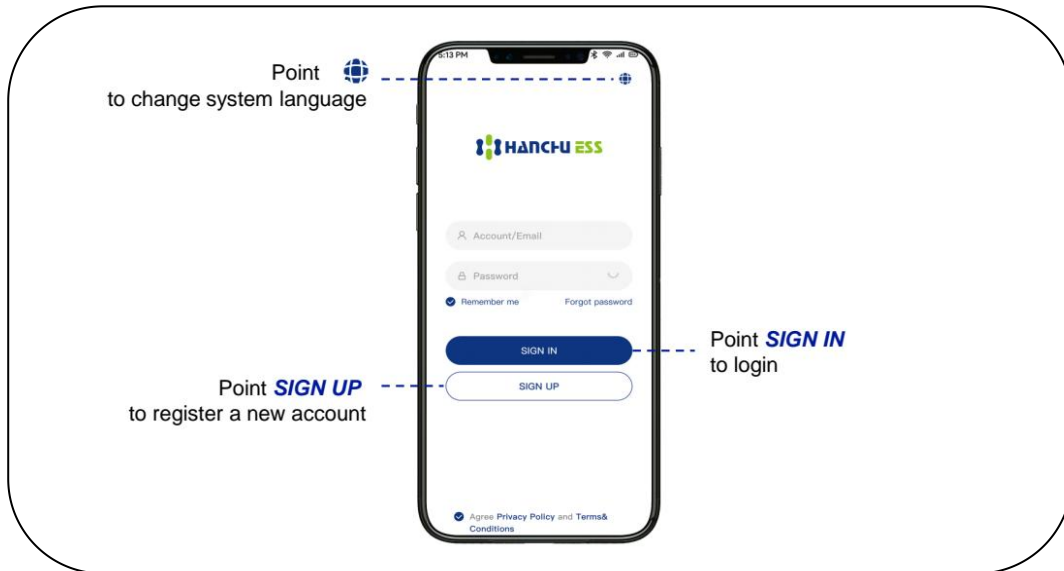 5:13 PM
Point
to change system language
HANCHU ESS
Account/Email
Password
Remember me Forgot password
SIGN IN
Point SIGN IN
to login
SIGN UP
Point SIGN UP
to register a new account
Agree Privacy Policy and Terms&
Conditions